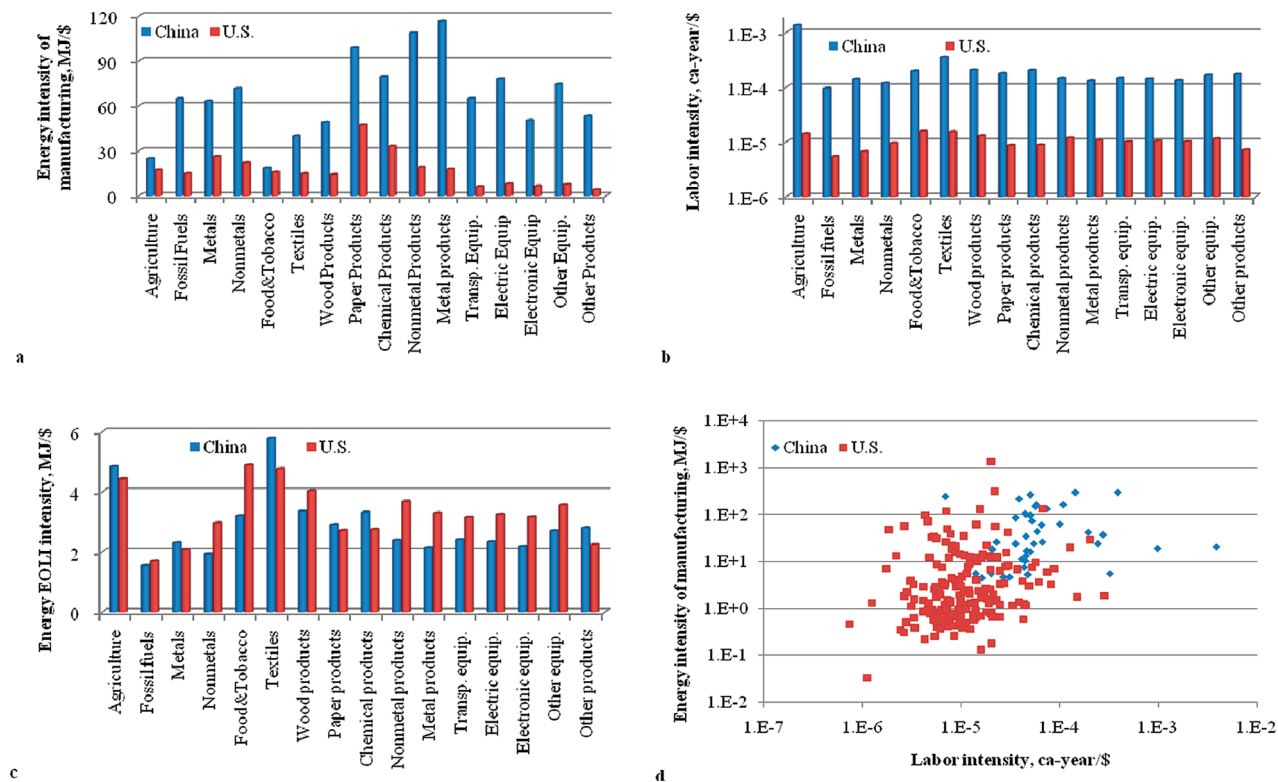 Energy intensity of
manufacturing, MJ/$
120
90
60
30
0
China
U.S.
Agriculture
Fossil Fuels
Metals
Nonmetals
Food&Tobacco
Textiles
Wood Products
Paper Products
Chemical Products
Nonmetal Products
Metal products
Transp. Equip.
Electric Equip
Electronic Equip
Other Equip.
Other Products
a
Labor intensity, ca-year/$
1.E-3
1.E-4
1.E-5
1.E-6
China
U.S.
Agriculture
Fossil fuels
Metals
Nonmetals
Food&Tobacco
Textiles
Wood products
Paper products
Chemical products
Nonmetal products
Metal products
Transp. equip.
Electric equip.
Electronic equip.
Other equip.
Other products
b
Energy EOLI intensity, MJ/$
6
4
2
0
China
U.S.
Agriculture
Fossil fuels
Metals
Nonmetals
Food&Tobacco
Textiles
Wood products
Paper products
Chemical products
Nonmetal products
Metal products
Transp. equip.
Electric equip.
Electronic equip.
Other equip.
Other products
c
Energy intensity of manufacturing, MJ/$
1.E+4
1.E+3
1.E+2
1.E+1
1.E+0
1.E-1
1.E-2
China
U.S.
1.E-7
1.E-6
1.E-5
1.E-4
1.E-3
1.E-2
Labor intensity, ca-year/$
d